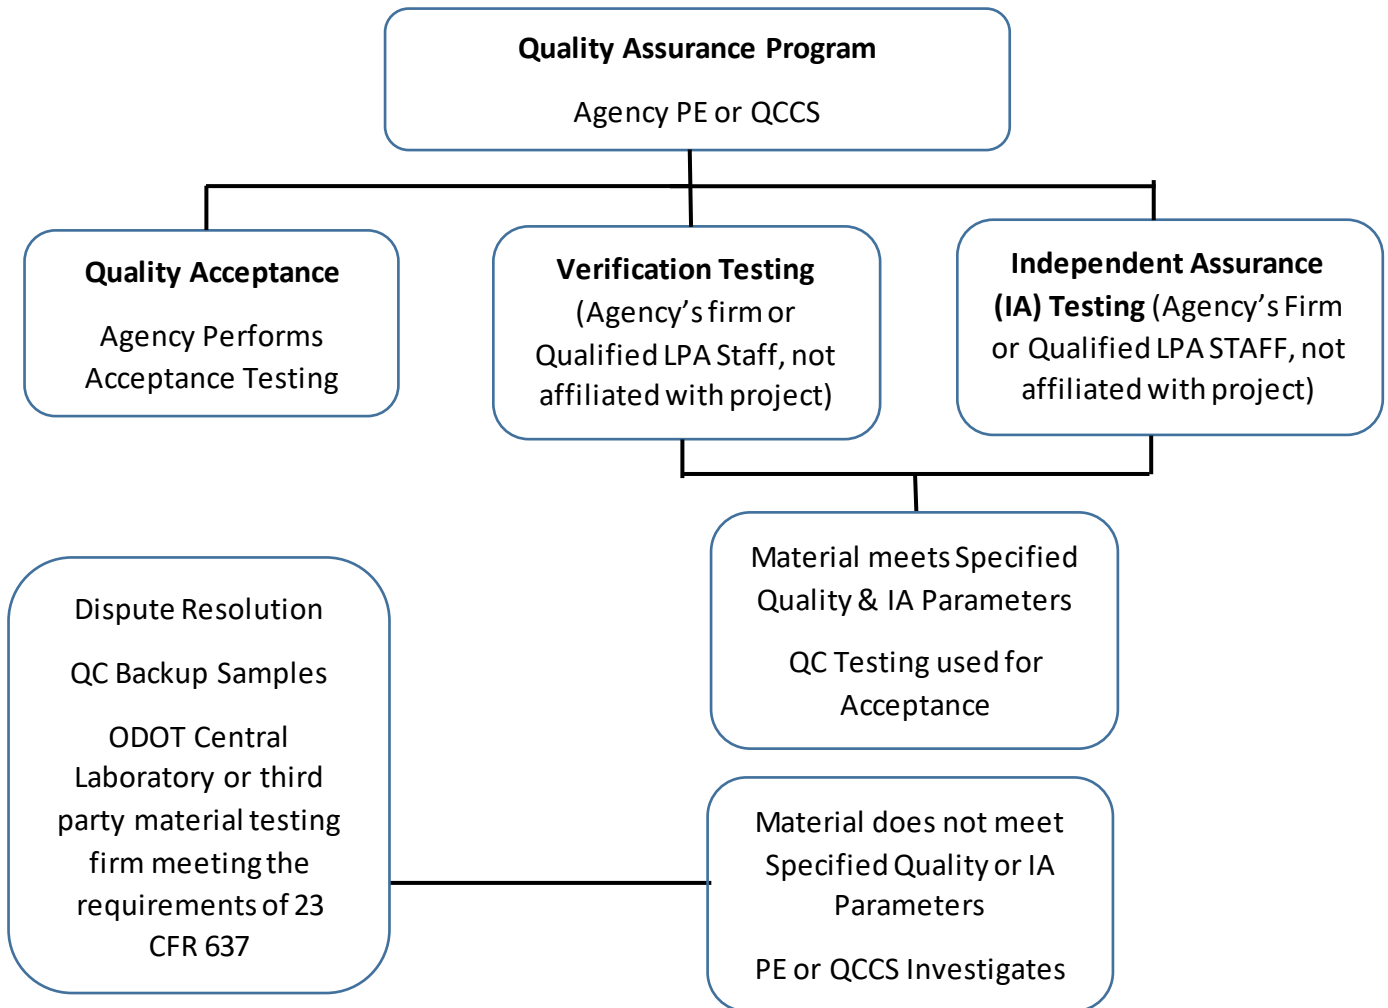 Quality Assurance Program
Agency PE or QCCS
Quality Acceptance
Agency Performs
Acceptance Testing
Verification Testing
(Agency’s firm or
Qualified LPA Staff, not
affiliated with project)
Independent Assurance
(IA) Testing (Agency’s Firm
or Qualified LPA STAFF, not
affiliated with project)
Material meets Specified
Quality & IA Parameters
QC Testing used for
Acceptance
Dispute Resolution
QC Backup Samples
ODOT Central
Laboratory or third
party material testing
firm meeting the
requirements of 23
CFR 637
Material does not meet
Specified Quality or IA
Parameters
PE or QCCS Investigates